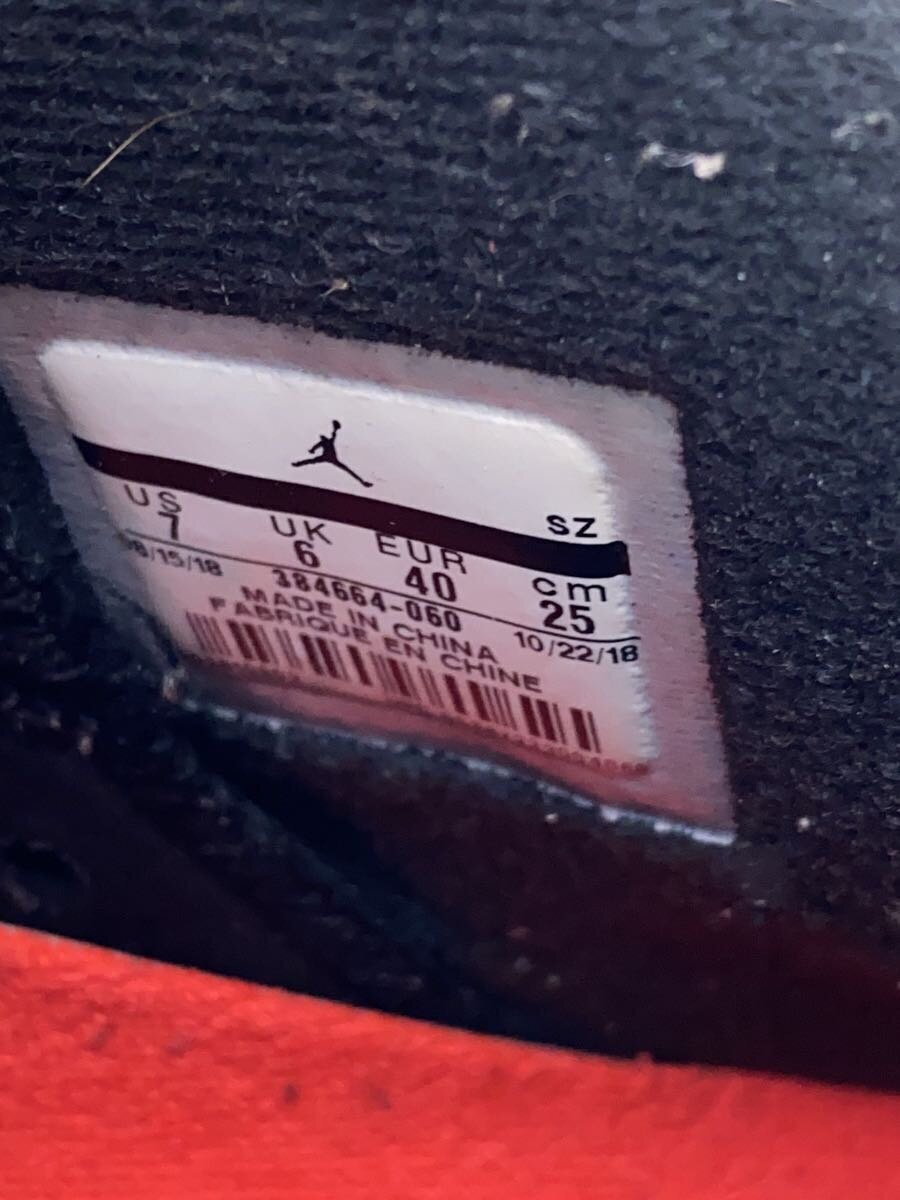 SZ
US UK EUR cm
7 6 40 25
/15/18 384664-060 10/22/18
MADE IN CHINA
FABRIQUE EN CHINE